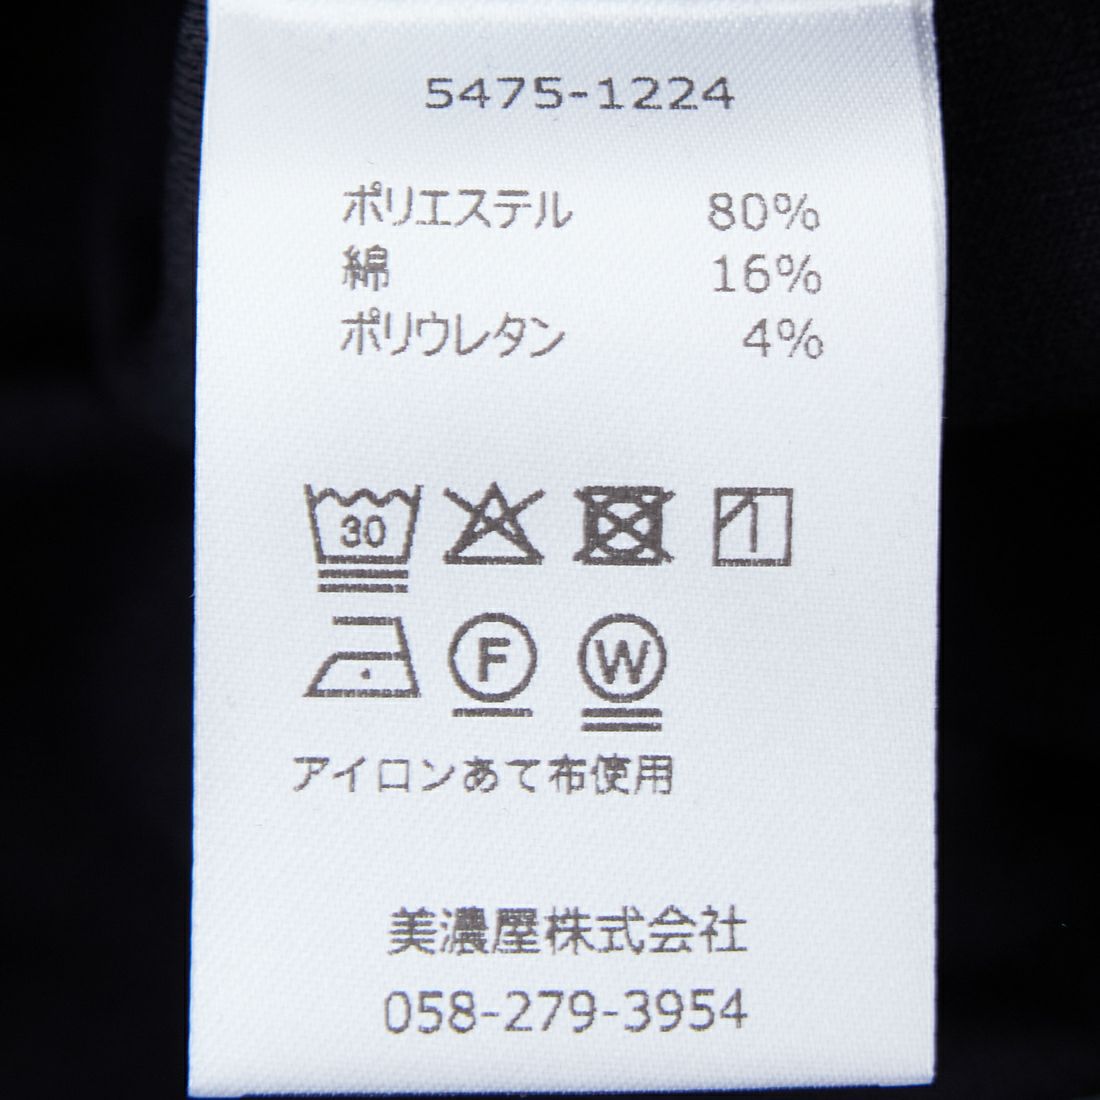 5475-1224
ポリエステル 80%
綿 16%
ポリウレタン 4%
30
F W
アイロンあて布使用
美濃屋株式会社
058-279-3954